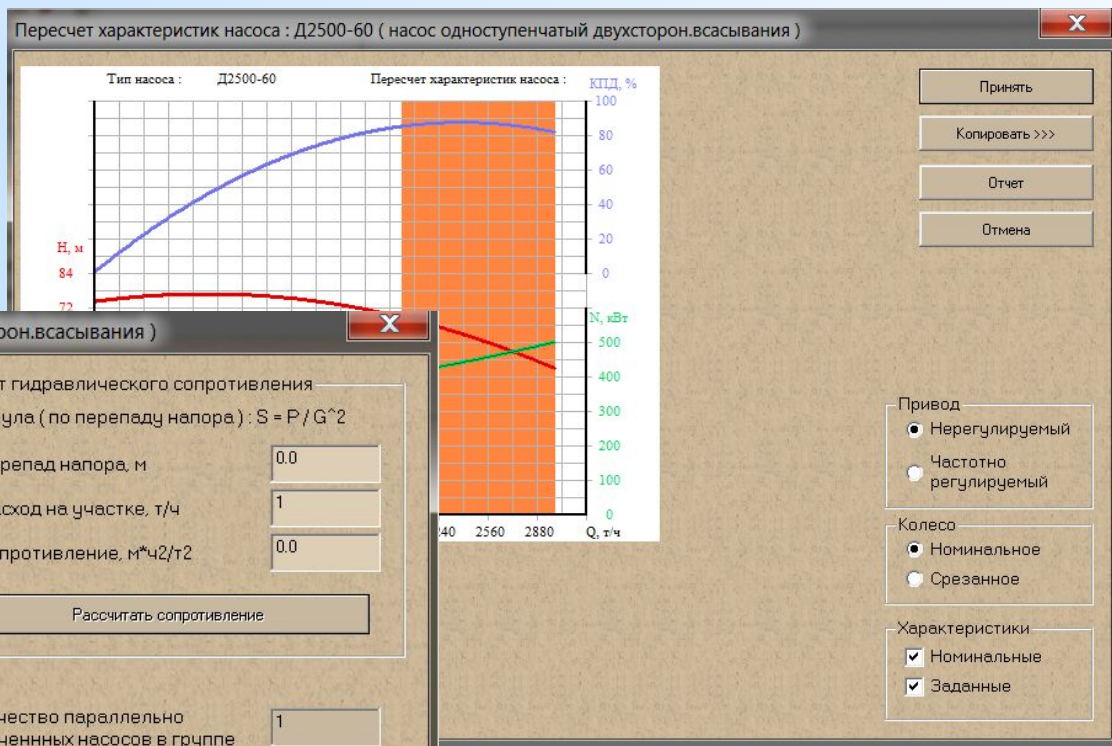 Пересчет характеристик насоса : Д2500-60 ( насос одноступенчатый двухсторон.всасывания )
X
Тип насоса : Д2500-60 Пересчет характеристик насоса :
КПД, %
100
80
60
40
20
0
H, м
84
72
N, кВт
500
400
300
200
100
0
240 2560 2880 Q, т/ч
Принять
Копировать >>>
Отчет
Отмена
Привод
Нерегулируемый
Частотно
регулируемый
Колесо
Номинальное
Срезанное
Характеристики
Номинальные
Заданные
рон.всасывания )
X
т гидравлического сопротивления
ула ( по перепаду напора ) : S = P / G^2
репад напора, м 0.0
сход на участке, т/ч 1
противление, м*ч2/т2 0.0
Рассчитать сопротивление
чество параллельно 1
ченнных насосов в группе